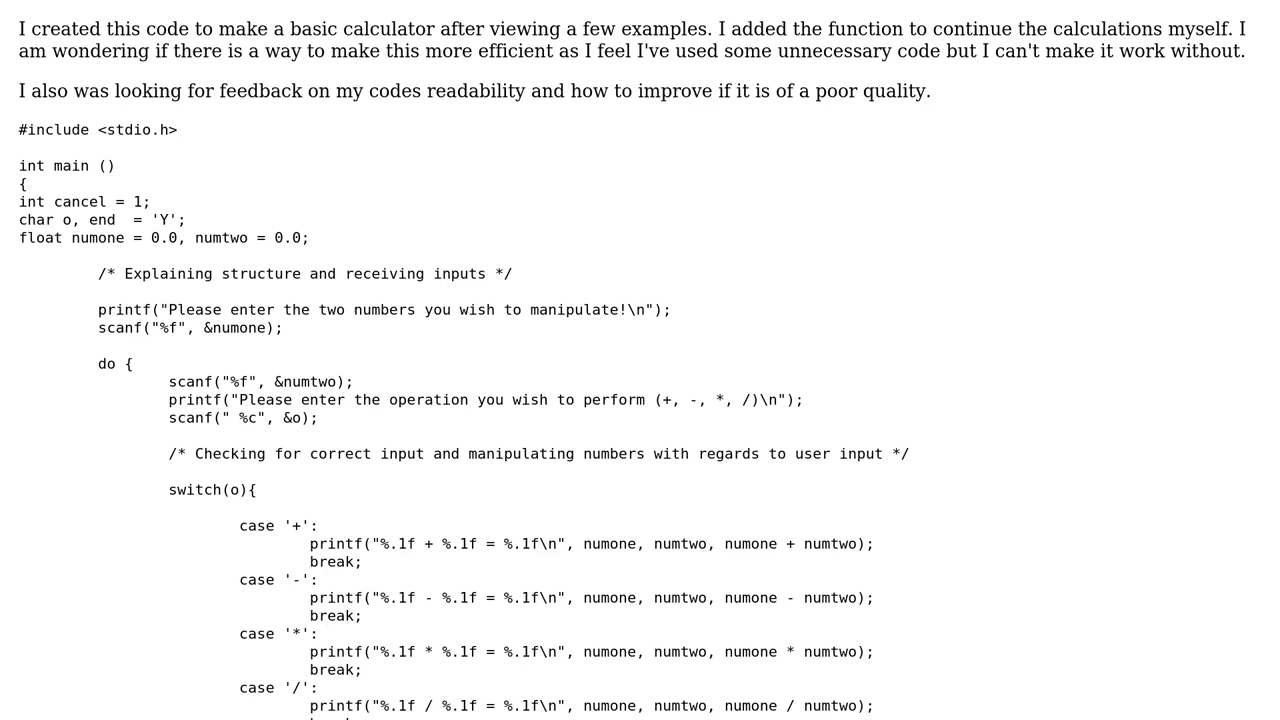 I created this code to make a basic calculator after viewing a few examples. I added the function to continue the calculations myself. I
am wondering if there is a way to make this more efficient as I feel I've used some unnecessary code but I can't make it work without.
I also was looking for feedback on my codes readability and how to improve if it is of a poor quality.
#include <stdio.h>
int main ()
{
int cancel = 1;
char o, end  = 'Y';
float numone = 0.0, numtwo = 0.0;
/* Explaining structure and receiving inputs */
printf("Please enter the two numbers you wish to manipulate!\n");
scanf("%f", &numone);
do {
scanf("%f", &numtwo);
printf("Please enter the operation you wish to perform (+, -, *, /)\n");
scanf(" %c", &o);
/* Checking for correct input and manipulating numbers with regards to user input */
switch(o){
case '+':
printf("%.1f + %.1f = %.1f\n", numone, numtwo, numone + numtwo);
break;
case '-':
printf("%.1f - %.1f = %.1f\n", numone, numtwo, numone - numtwo);
break;
case '*':
printf("%.1f * %.1f = %.1f\n", numone, numtwo, numone * numtwo);
break;
case '/':
printf("%.1f / %.1f = %.1f\n", numone, numtwo, numone / numtwo);